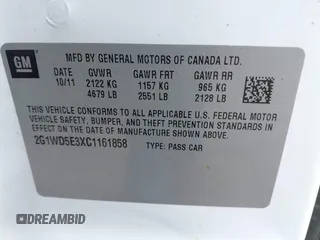 GM
MFD BY GENERAL MOTORS OF CANADA LTD.
DATE GVWR GAWR FRT GAWR RR
10/11 2122 KG 1157 KG 965 KG
4679 LB 2551 LB 2128 LB
THIS VEHICLE CONFORMS TO ALL APPLICABLE U.S. FEDERAL MOTOR
VEHICLE SAFETY, BUMPER, AND THEFT PREVENTION STANDARDS IN
EFFECT ON THE DATE OF MANUFACTURE SHOWN ABOVE.
2G1WD5E3XC1161858 TYPE: PASS CAR
OTOBIDMASTER